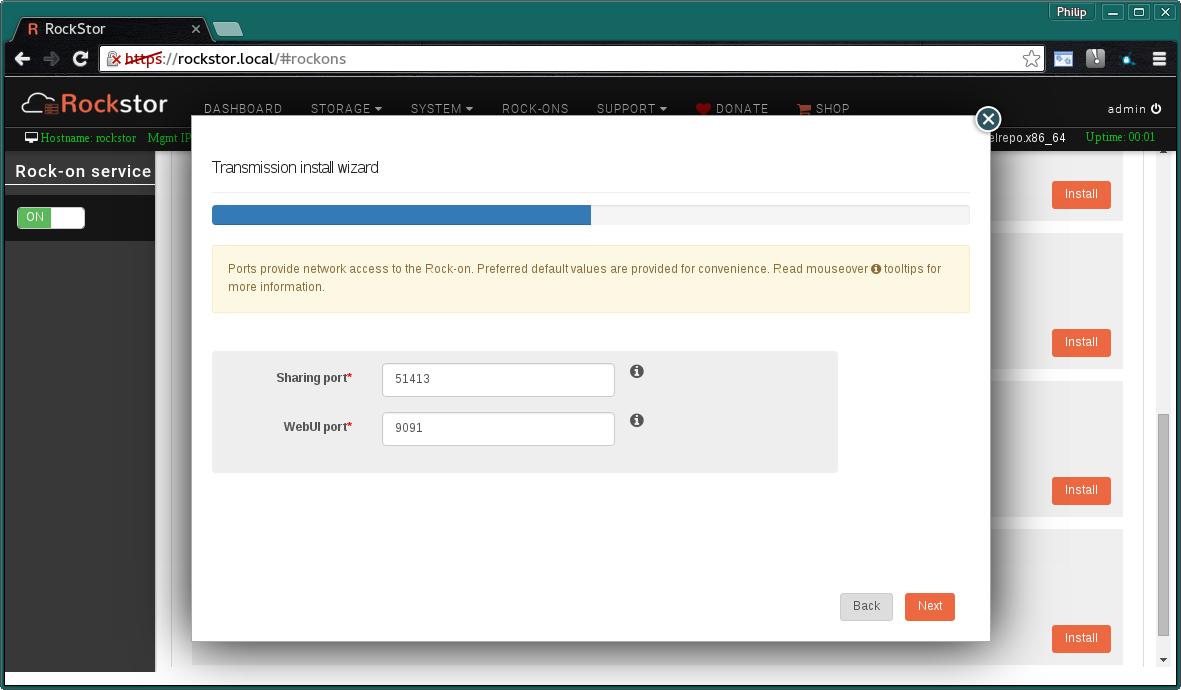 Philip
R RockStor
https://rockstor.local/#rockons
Rockstor
DASHBOARD STORAGE SYSTEM ROCK-ONS SUPPORT DONATE SHOP
admin
Hostname: rockstor Mgmt IP
elrepo.x86_64 Uptime: 00:01
Rock-on service
ON
Transmission install wizard
Ports provide network access to the Rock-on. Preferred default values are provided for convenience. Read mouseover tooltips for
more information.
Sharing port* 51413
WebUI port* 9091
Back Next
Install
Install
Install
Install